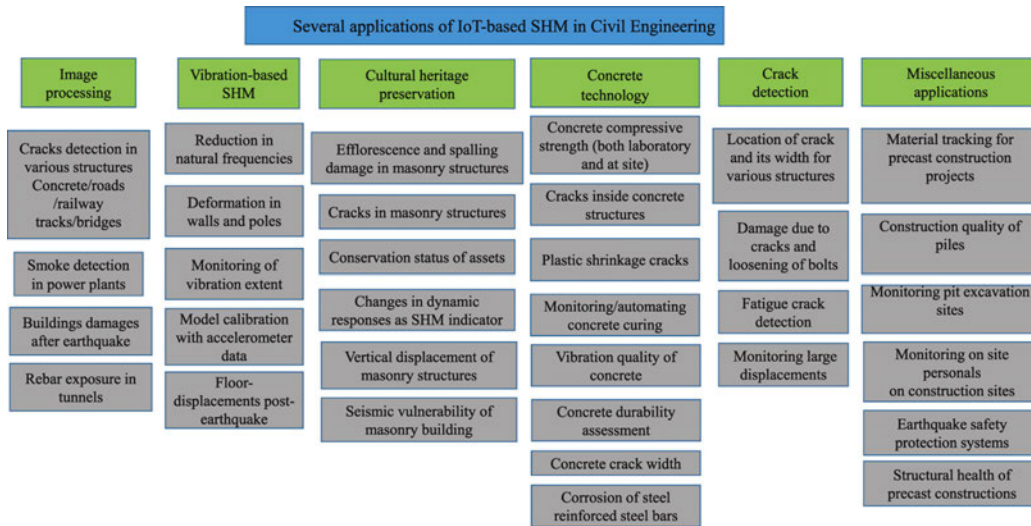 Several applications of IoT-based SHM in Civil Engineering
Image
processing
Cracks detection in
various structures
Concrete/roads
/railway
tracks/bridges
Smoke detection
in power plants
Buildings damages
after earthquake
Rebar exposure in
tunnels
Vibration-based
SHM
Reduction in
natural frequencies
Deformation in
walls and poles
Monitoring of
vibration extent
Model calibration
with accelerometer
data
Floor-
displacements post-
earthquake
Cultural heritage
preservation
Efflorescence and spalling
damage in masonry structures
Cracks in masonry structures
Conservation status of assets
Changes in dynamic
responses as SHM indicator
Vertical displacement of
masonry structures
Seismic vulnerability of
masonry building
Concrete
technology
Concrete compressive
strength (both laboratory
and at site)
Cracks inside concrete
structures
Plastic shrinkage cracks
Monitoring/automating
concrete curing
Vibration quality of
concrete
Concrete durability
assessment
Concrete crack width
Corrosion of steel
reinforced steel bars
Crack
detection
Location of crack
and its width for
various structures
Damage due to
cracks and
loosening of bolts
Fatigue crack
detection
Monitoring large
displacements
Miscellaneous
applications
Material tracking for
precast construction
projects
Construction quality of
piles
Monitoring pit excavation
sites
Monitoring on site
personals
on construction sites
Earthquake safety
protection systems
Structural health of
precast constructions